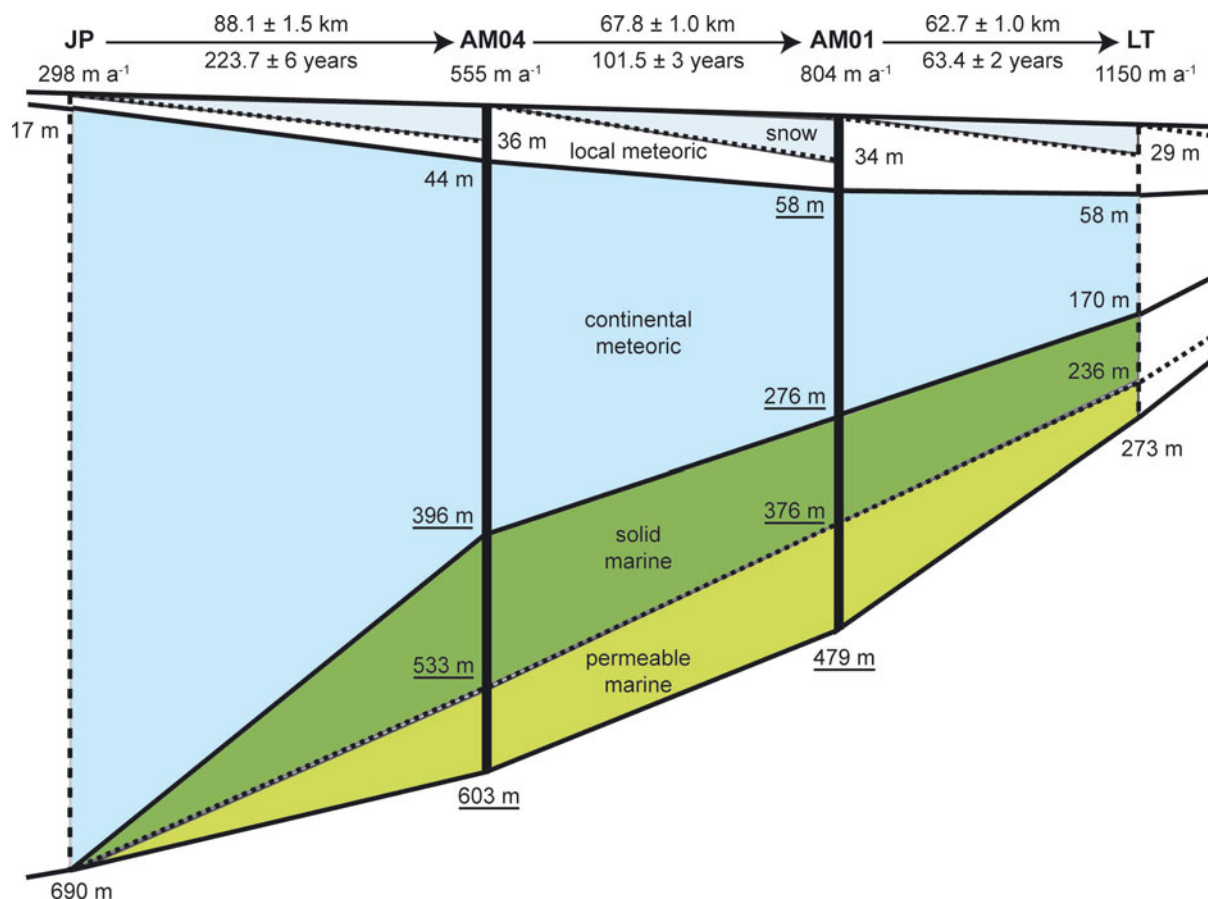 88.1 ± 1.5 km
67.8 ± 1.0 km
62.7 ± 1.0 km
JP
AM04
AM01
LT
223.7 ± 6 years
101.5 ± 3 years
63.4 ± 2 years
298 m a⁻¹
555 m a⁻¹
804 m a⁻¹
1150 m a⁻¹
17 m
36 m
snow
local meteoric
34 m
29 m
44 m
58 m
58 m
continental
meteoric
170 m
276 m
236 m
273 m
396 m
376 m
solid
marine
533 m
permeable
marine
479 m
603 m
690 m